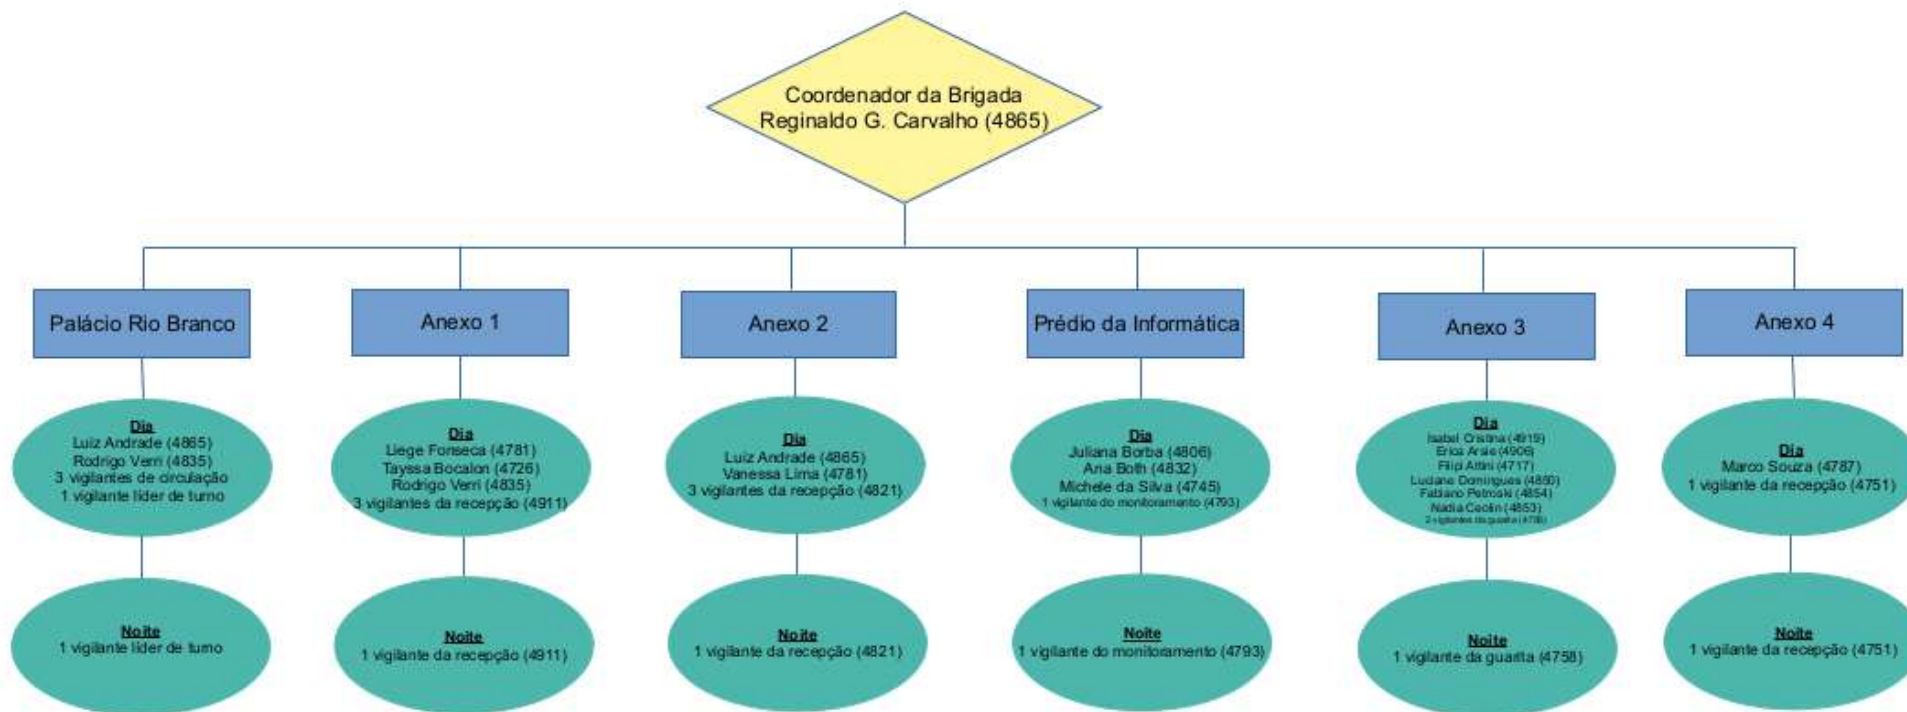 Coordenador da Brigada
Reginaldo G. Carvalho (4865)
Palácio Rio Branco
Anexo 1
Anexo 2
Prédio da Informática
Anexo 3
Anexo 4
Dia
Luiz Andrade (4865)
Rodrigo Verri (4835)
3 vigilantes de circulação
1 vigilante líder de turno
Dia
Liege Fonseca (4781)
Tayssa Bocalon (4726)
Rodrigo Verri (4835)
3 vigilantes da recepção (4911)
Dia
Luiz Andrade (4865)
Vanessa Lima (4781)
3 vigilantes da recepção (4821)
Dia
Juliana Borba (4806)
Ana Both (4832)
Michele da Silva (4745)
1 vigilante do monitoramento (4793)
Dia
Isabel Cristina (4919)
Erica (4906)
Filipi (4717)
Luciane Domingues (4850)
Fabiano Petroski (4854)
Nadia Ceolin (4853)
2 vigilantes da guarita
Dia
Marco Souza (4787)
1 vigilante da recepção (4751)
Noite
1 vigilante líder de turno
Noite
1 vigilante da recepção (4911)
Noite
1 vigilante da recepção (4821)
Noite
1 vigilante do monitoramento (4793)
Noite
1 vigilante da guarita (4758)
Noite
1 vigilante da recepção (4751)